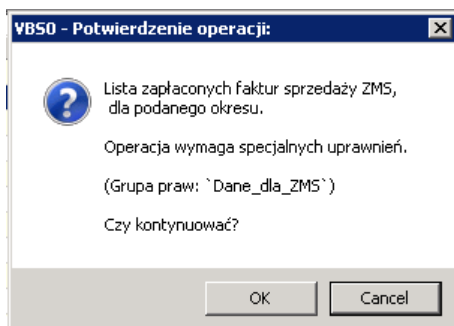 VBS0 - Potwierdzenie operacji:
Lista zapłaconych faktur sprzedaży ZMS,
dla podanego okresu.
Operacja wymaga specjalnych uprawnień.
(Grupa praw: `Dane_dla_ZMS`)
Czy kontynuować?
OK
Cancel